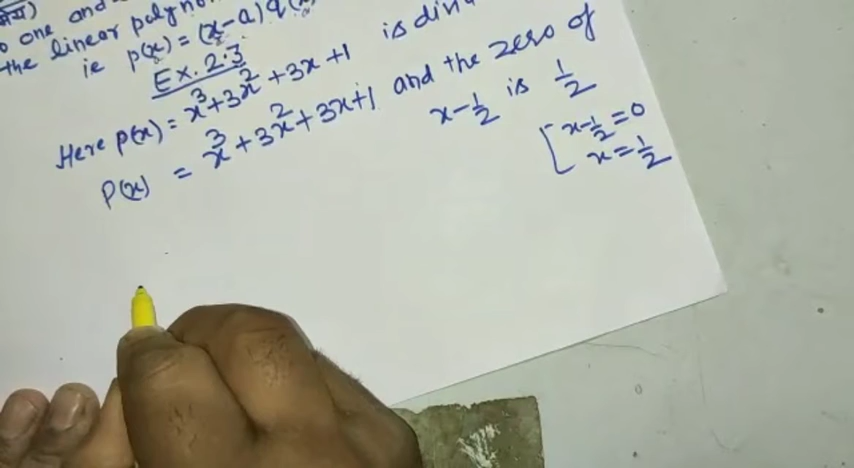 one and
the linear polyno
ie p(x) = (x-a) q(x
Ex. 2.3
Here p(x) = x³+3x²+3x+1 is divi
p(x) = x³+3x²+3x+1 and the zero of
x-1/2 is 1/2
[x-1/2=0
x=1/2